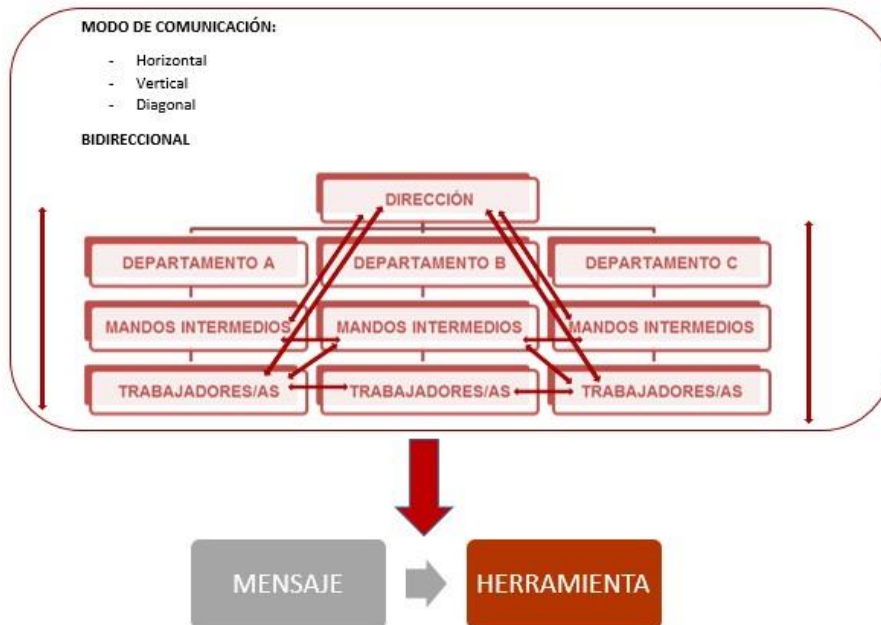 MODO DE COMUNICACIÓN:
- Horizontal
- Vertical
- Diagonal
BIDIRECCIONAL
DIRECCIÓN
DEPARTAMENTO A
DEPARTAMENTO B
DEPARTAMENTO C
MANDOS INTERMEDIOS
MANDOS INTERMEDIOS
MANDOS INTERMEDIOS
TRABAJADORES/AS
TRABAJADORES/AS
TRABAJADORES/AS
MENSAJE
HERRAMIENTA